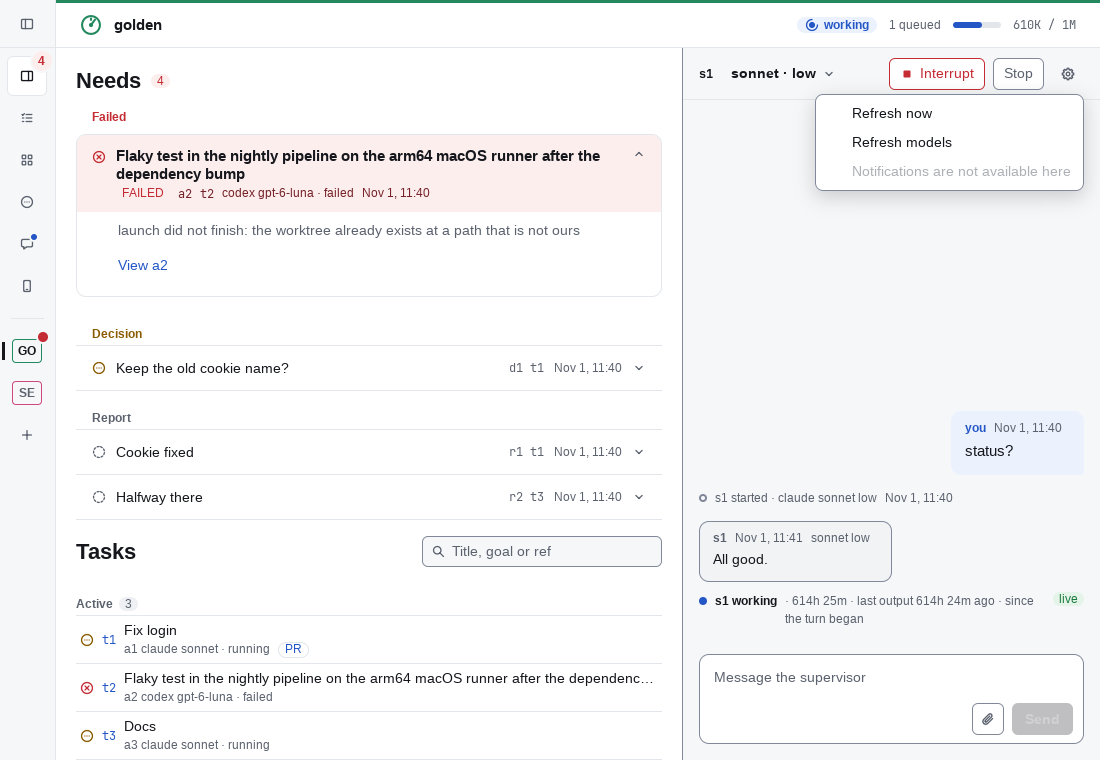 golden
working
1 queued
610K / 1M
4
GO
SE
Needs 4
Failed
Flaky test in the nightly pipeline on the arm64 macOS runner after the
dependency bump
FAILED a2 t2 codex gpt-6-luna · failed Nov 1, 11:40
launch did not finish: the worktree already exists at a path that is not ours
View a2
Decision
Keep the old cookie name? d1 t1 Nov 1, 11:40
Report
Cookie fixed r1 t1 Nov 1, 11:40
Halfway there r2 t3 Nov 1, 11:40
Tasks
Title, goal or ref
Active 3
t1 Fix login
a1 claude sonnet · running PR
t2 Flaky test in the nightly pipeline on the arm64 macOS runner after the dependenc…
a2 codex gpt-6-luna · failed
t3 Docs
a3 claude sonnet · running
s1 sonnet · low
Interrupt
Stop
Refresh now
Refresh models
Notifications are not available here
you Nov 1, 11:40
status?
s1 started · claude sonnet low Nov 1, 11:40
s1 Nov 1, 11:41 sonnet low
All good.
s1 working · 614h 25m · last output 614h 24m ago · since
the turn began
live
Message the supervisor
Send